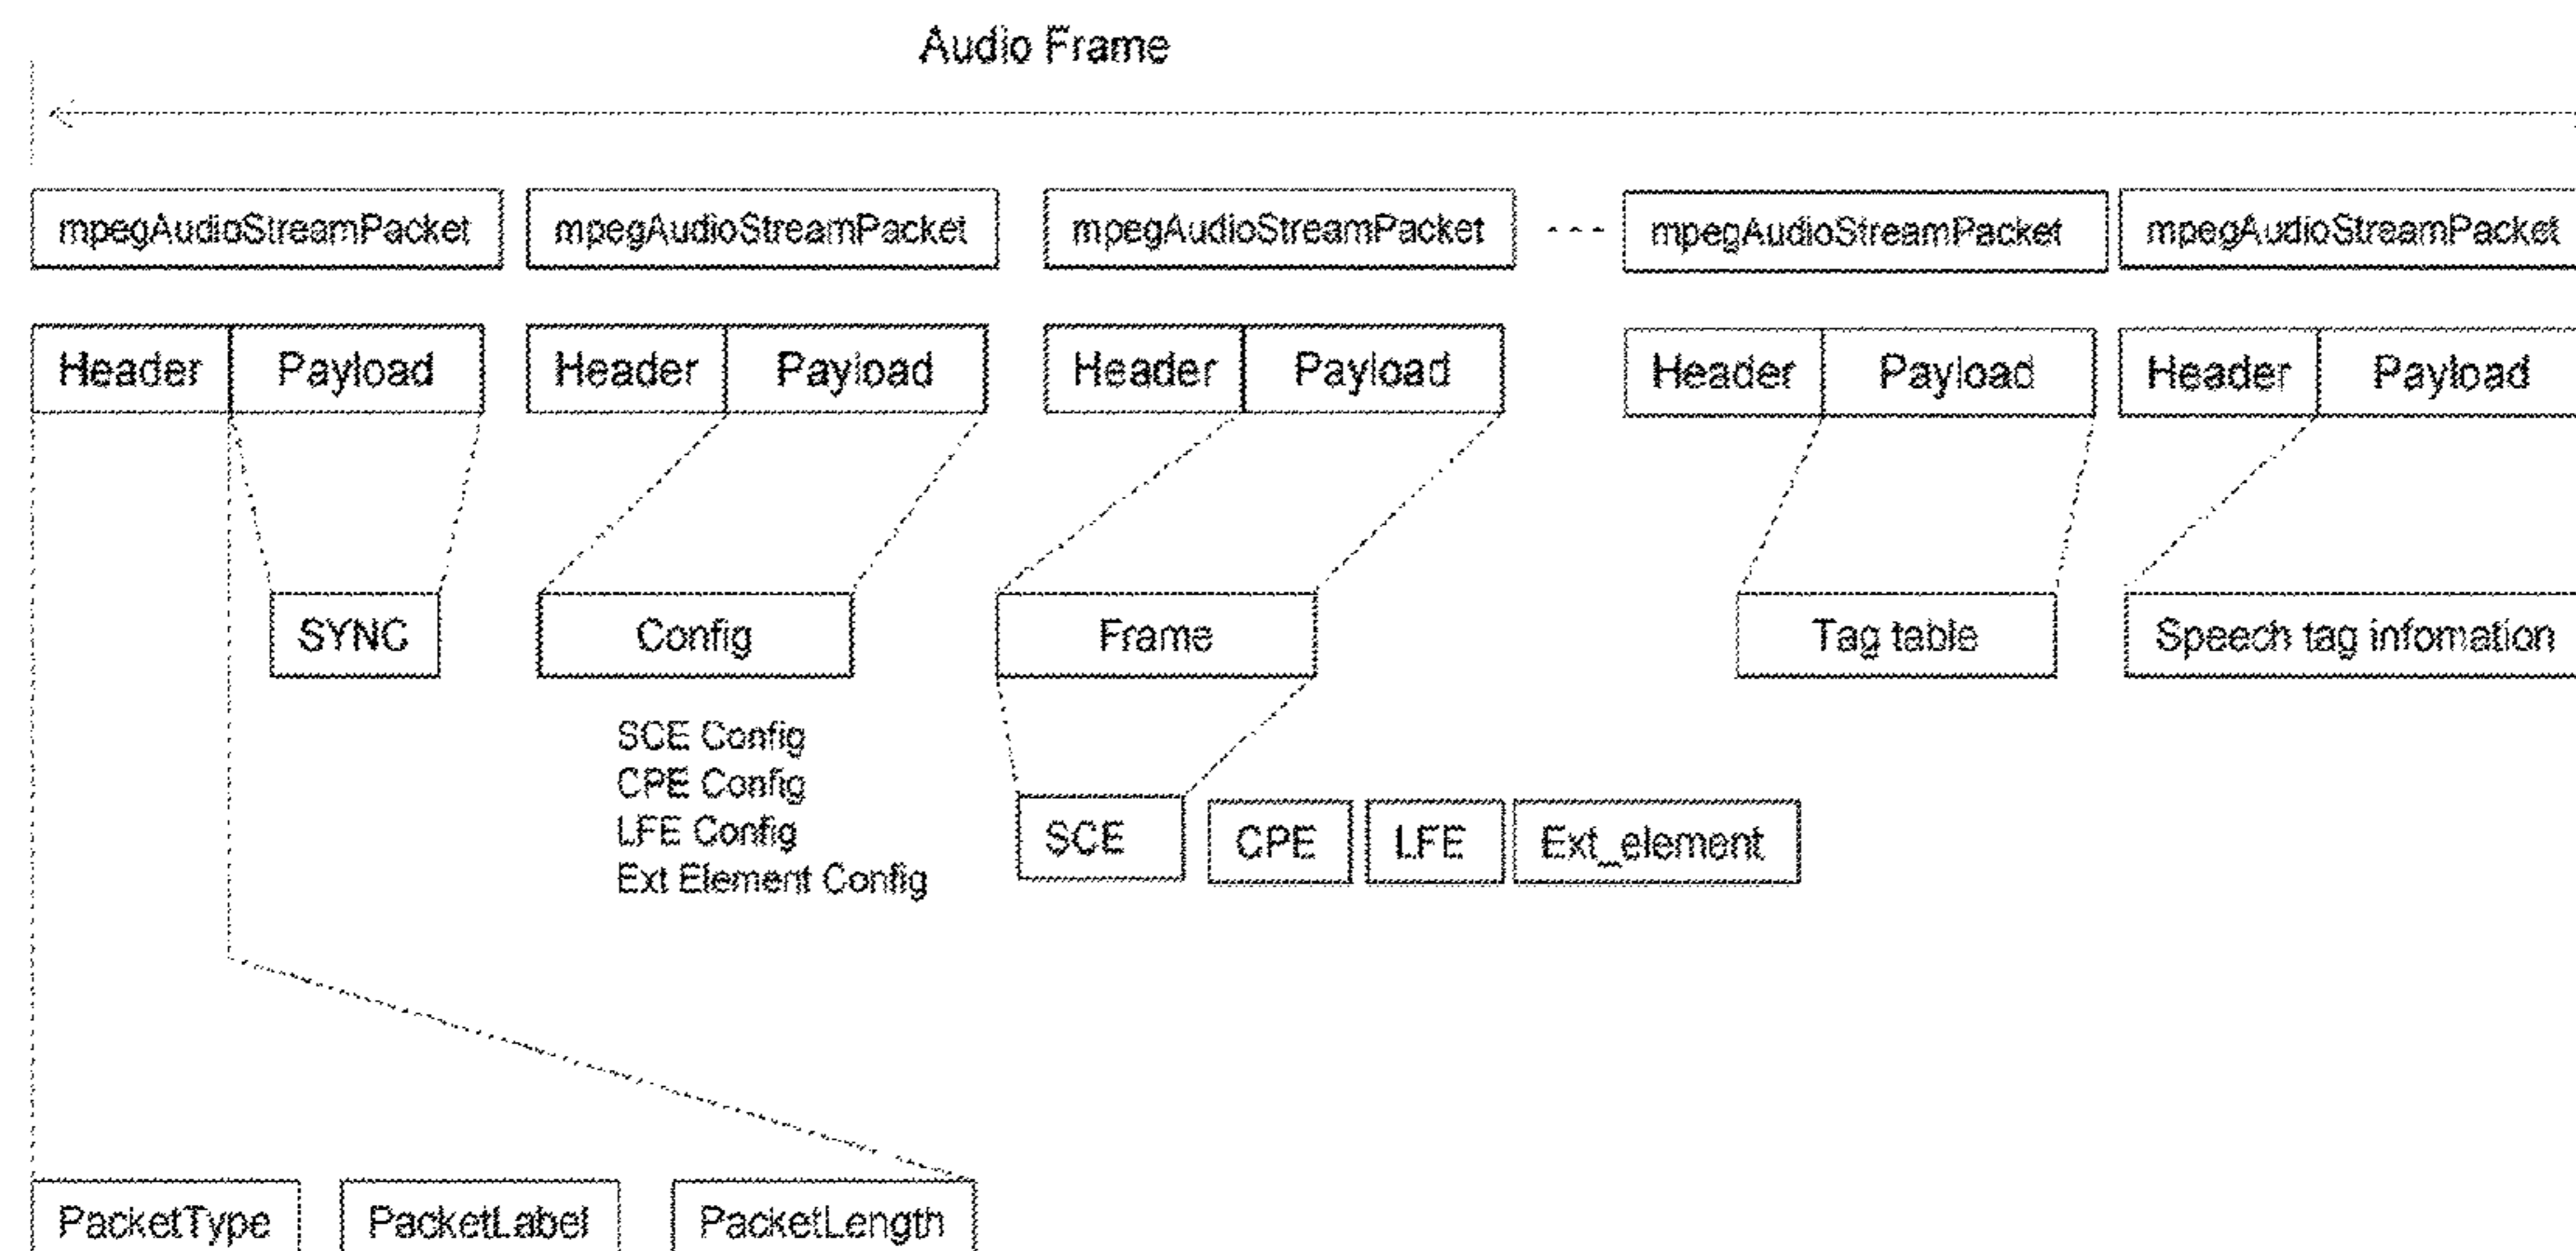 Audio Frame
mpegAudioStreamPacket mpegAudioStreamPacket mpegAudioStreamPacket mpegAudioStreamPacket mpegAudioStreamPacket
Header Payload Header Payload Header Payload Header Payload Header Payload
SYNC Config Frame Tag table Speech tag infomation
SCE Config
CPE Config
LFE Config
Ext Element Config
SCE CPE LFE Ext_element
PacketType PacketLabel PacketLength